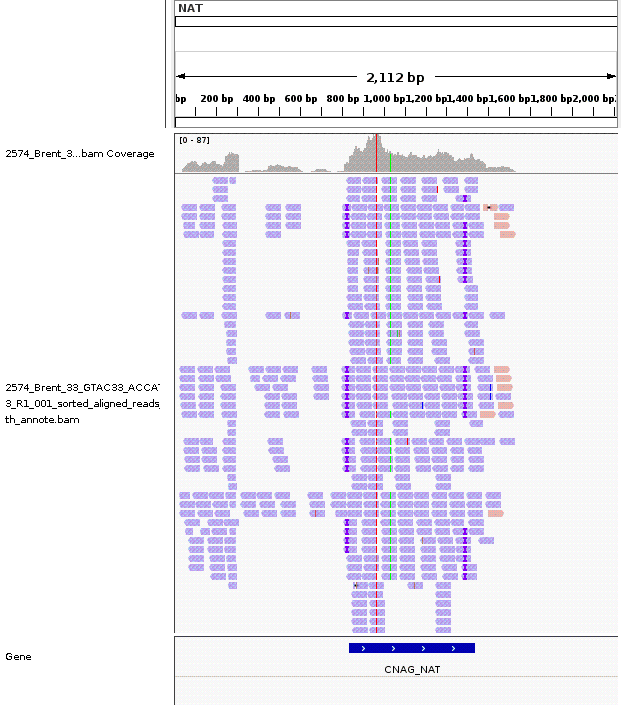 NAT
2,112 bp
bp 200 bp 400 bp 600 bp 800 bp 1,000 bp 1,200 bp 1,400 bp 1,600 bp 1,800 bp 2,000 bp
[0 - 87]
2574_Brent_3...bam Coverage
2574_Brent_33_GTAC33_ACCAT
3_R1_001_sorted_aligned_reads_
th_annote.bam
Gene
CNAG_NAT